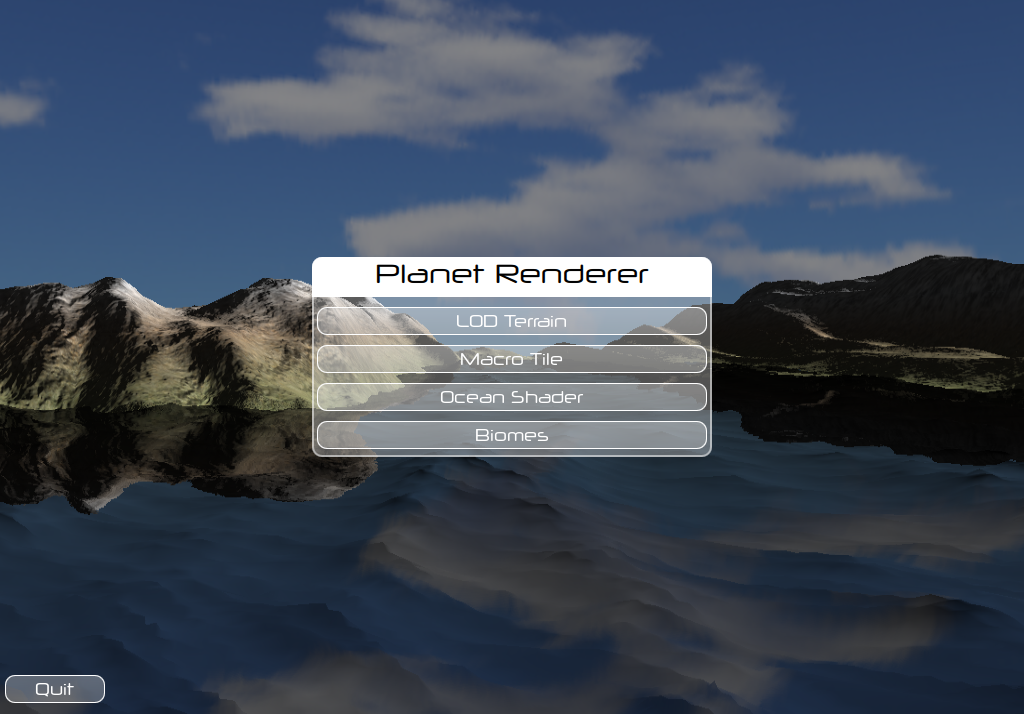 Planet Renderer
LOD Terrain
Macro Tile
Ocean Shader
Biomes
Quit